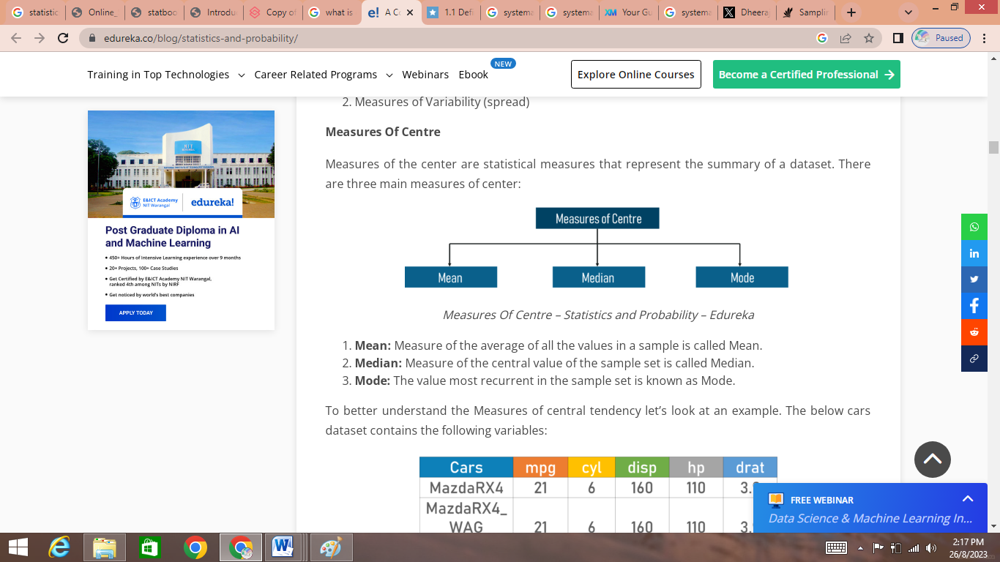 statistic
Online_
statboo
Introdu
Copy of
what is
e! A Co
1.1 Defi
systema
systema
XM Your Gu
systema
X Dheeraj
Samplin
edureka.co/blog/statistics-and-probability/
Paused
Training in Top Technologies Career Related Programs Webinars Ebook NEW
Explore Online Courses
Become a Certified Professional
2. Measures of Variability (spread)
Measures Of Centre
Measures of the center are statistical measures that represent the summary of a dataset. There
are three main measures of center:
Measures of Centre
Mean Median Mode
Measures Of Centre – Statistics and Probability – Edureka
1. Mean: Measure of the average of all the values in a sample is called Mean.
2. Median: Measure of the central value of the sample set is called Median.
3. Mode: The value most recurrent in the sample set is known as Mode.
To better understand the Measures of central tendency let’s look at an example. The below cars
dataset contains the following variables:
Cars mpg cyl disp hp drat
MazdaRX4 21 6 160 110 3.
MazdaRX4_
WAG 21 6 160 110 3.
NIT
E&ICT Academy
NIT Warangal
edureka!
Post Graduate Diploma in AI
and Machine Learning
• 450+ Hours of Intensive Learning experience over 9 months
• 20+ Projects, 100+ Case Studies
• Get Certified by E&ICT Academy NIT Warangal,
ranked 4th among NITs by NIRF
• Get noticed by world's best companies
APPLY TODAY
in
FREE WEBINAR
Data Science & Machine Learning In...
2:17 PM
26/8/2023